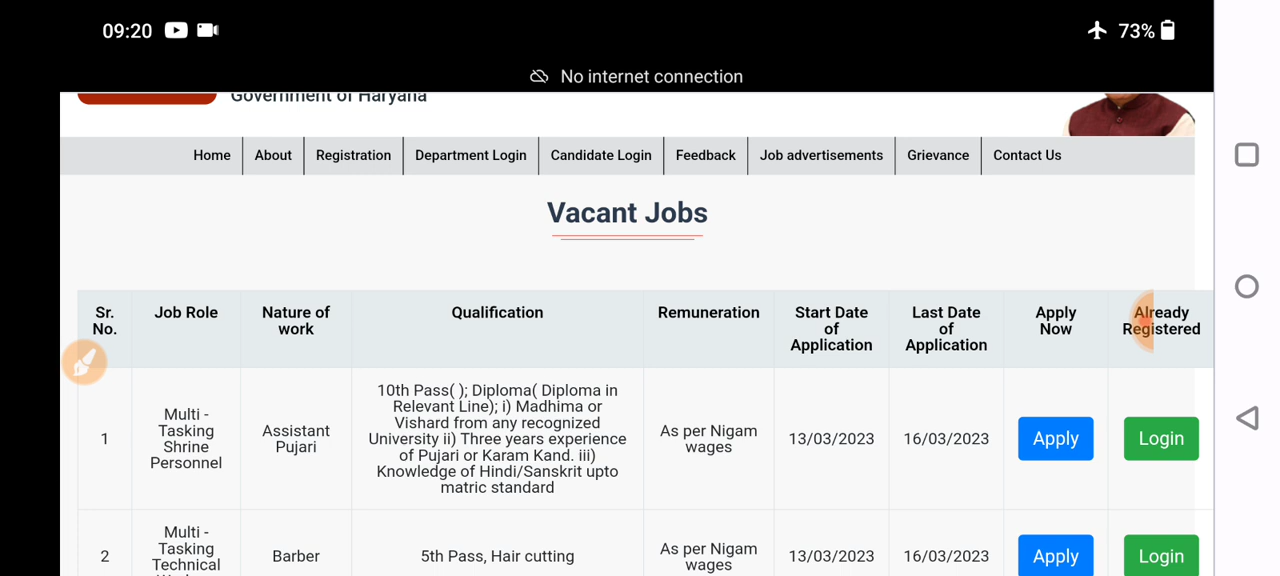 09:20
73%
No internet connection
Government of Haryana
Home About Registration Department Login Candidate Login Feedback Job advertisements Grievance Contact Us
Vacant Jobs
Sr. No.
Job Role
Nature of work
Qualification
Remuneration
Start Date of Application
Last Date of Application
Apply Now
Already Registered
1
Multi - Tasking Shrine Personnel
Assistant Pujari
10th Pass( ); Diploma( Diploma in
Relevant Line); i) Madhima or
Vishard from any recognized
University ii) Three years experience
of Pujari or Karam Kand. iii)
Knowledge of Hindi/Sanskrit upto
matric standard
As per Nigam wages
13/03/2023
16/03/2023
Apply
Login
2
Multi - Tasking Technical
Barber
5th Pass, Hair cutting
As per Nigam wages
13/03/2023
16/03/2023
Apply
Login